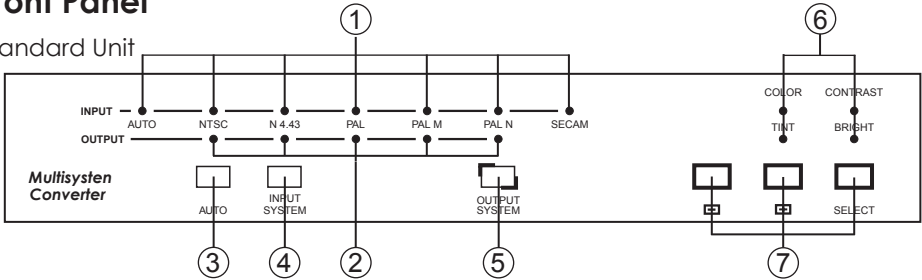 ont Panel
andard Unit
1 6
COLOR CONTRAST
INPUT
AUTO NTSC N 4.43 PAL PAL M PAL N SECAM TINT BRIGHT
OUTPUT
Multisysten
Converter
AUTO INPUT SYSTEM OUTPUT SYSTEM SELECT
3 4 2 5 7